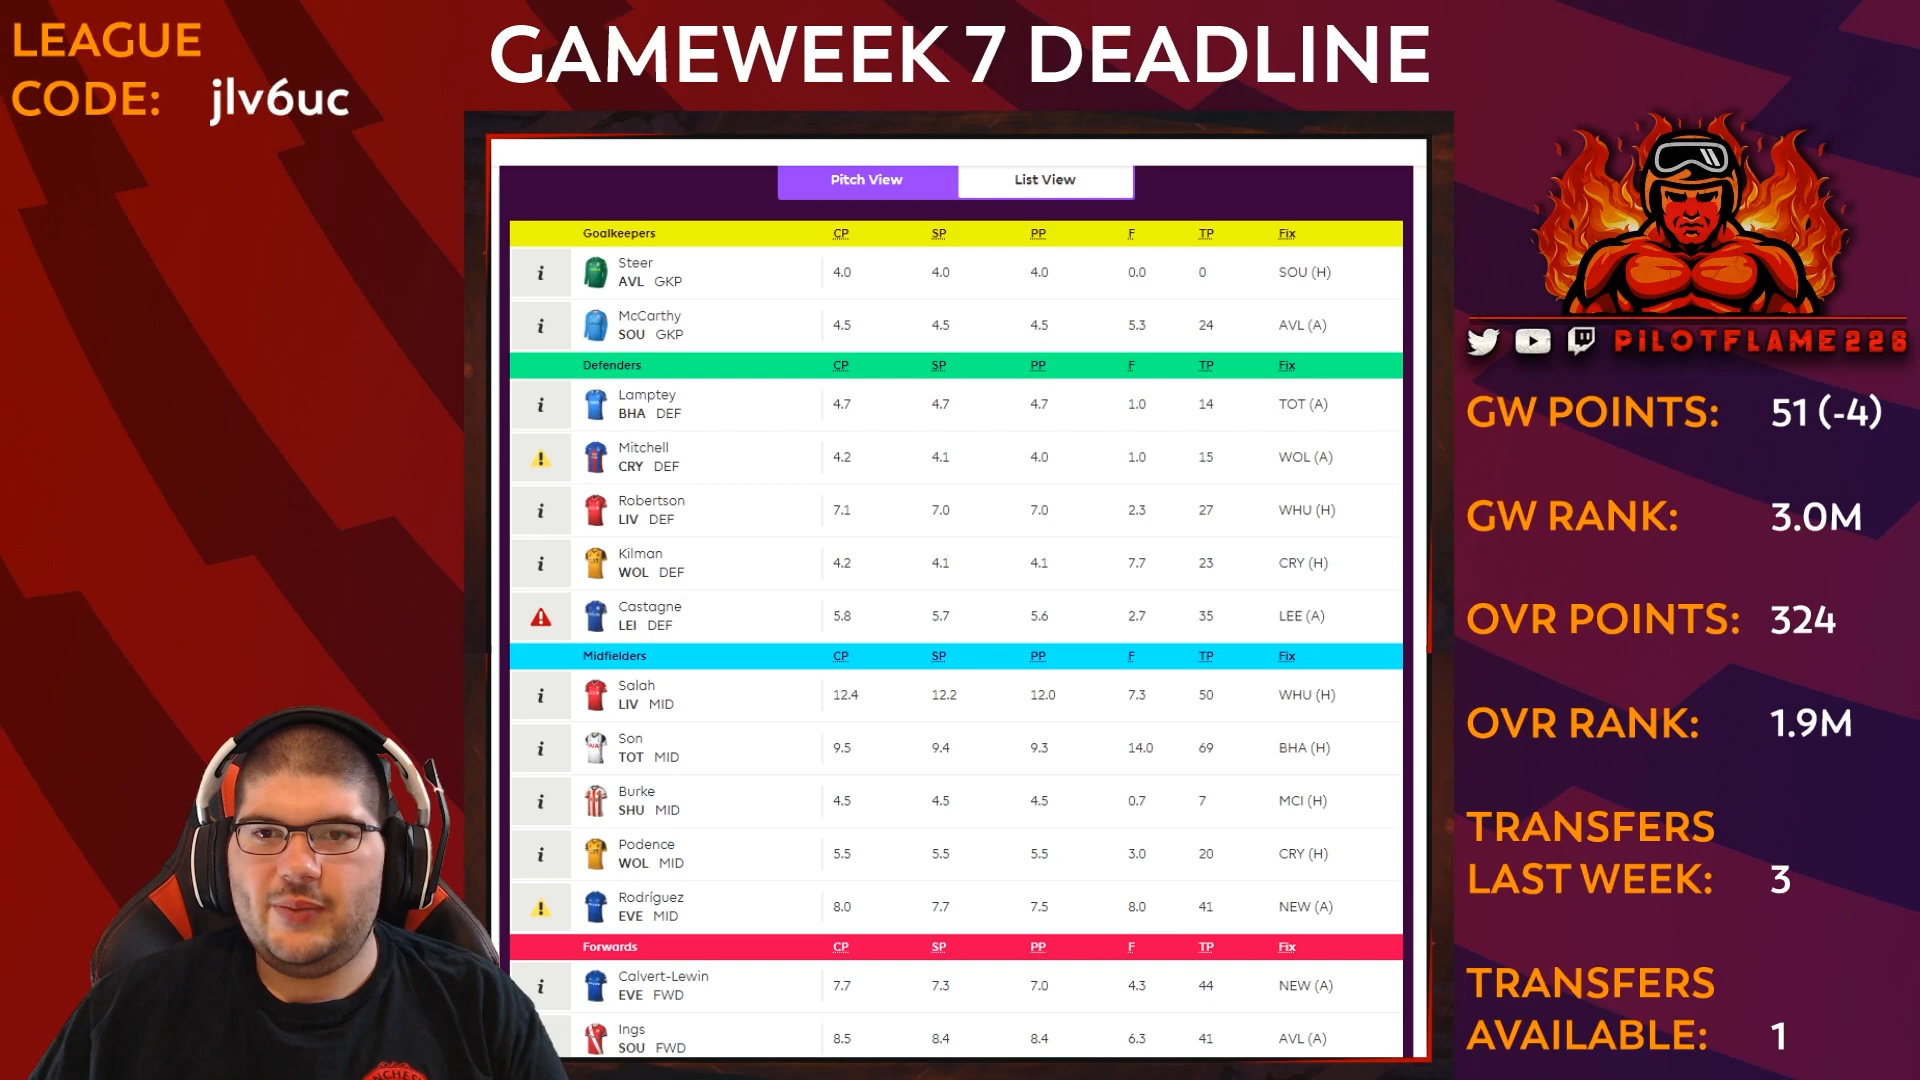 LEAGUE
CODE: jlv6uc
GAMEWEEK 7 DEADLINE
Pitch View List View
Goalkeepers CP SP PP F TP Fix
i Steer 4.0 4.0 4.0 0.0 0 SOU (H)
AVL GKP
i McCarthy 4.5 4.5 4.5 5.3 24 AVL (A)
SOU GKP
Defenders CP SP PP F TP Fix
i Lamptey 4.7 4.7 4.7 1.0 14 TOT (A)
BHA DEF
Mitchell 4.2 4.1 4.0 1.0 15 WOL (A)
CRY DEF
i Robertson 7.1 7.0 7.0 2.3 27 WHU (H)
LIV DEF
i Kilman 4.2 4.1 4.1 7.7 23 CRY (H)
WOL DEF
Castagne 5.8 5.7 5.6 2.7 35 LEE (A)
LEI DEF
Midfielders CP SP PP F TP Fix
i Salah 12.4 12.2 12.0 7.3 50 WHU (H)
LIV MID
i Son 9.5 9.4 9.3 14.0 69 BHA (H)
TOT MID
i Burke 4.5 4.5 4.5 0.7 7 MCI (H)
SHU MID
i Podence 5.5 5.5 5.5 3.0 20 CRY (H)
WOL MID
Rodríguez 8.0 7.7 7.5 8.0 41 NEW (A)
EVE MID
Forwards CP SP PP F TP Fix
i Calvert-Lewin 7.7 7.3 7.0 4.3 44 NEW (A)
EVE FWD
Ings 8.5 8.4 8.4 6.3 41 AVL (A)
SOU FWD
PILOTFLAME226
GW POINTS: 51 (-4)
GW RANK: 3.0M
OVR POINTS: 324
OVR RANK: 1.9M
TRANSFERS
LAST WEEK: 3
TRANSFERS
AVAILABLE: 1